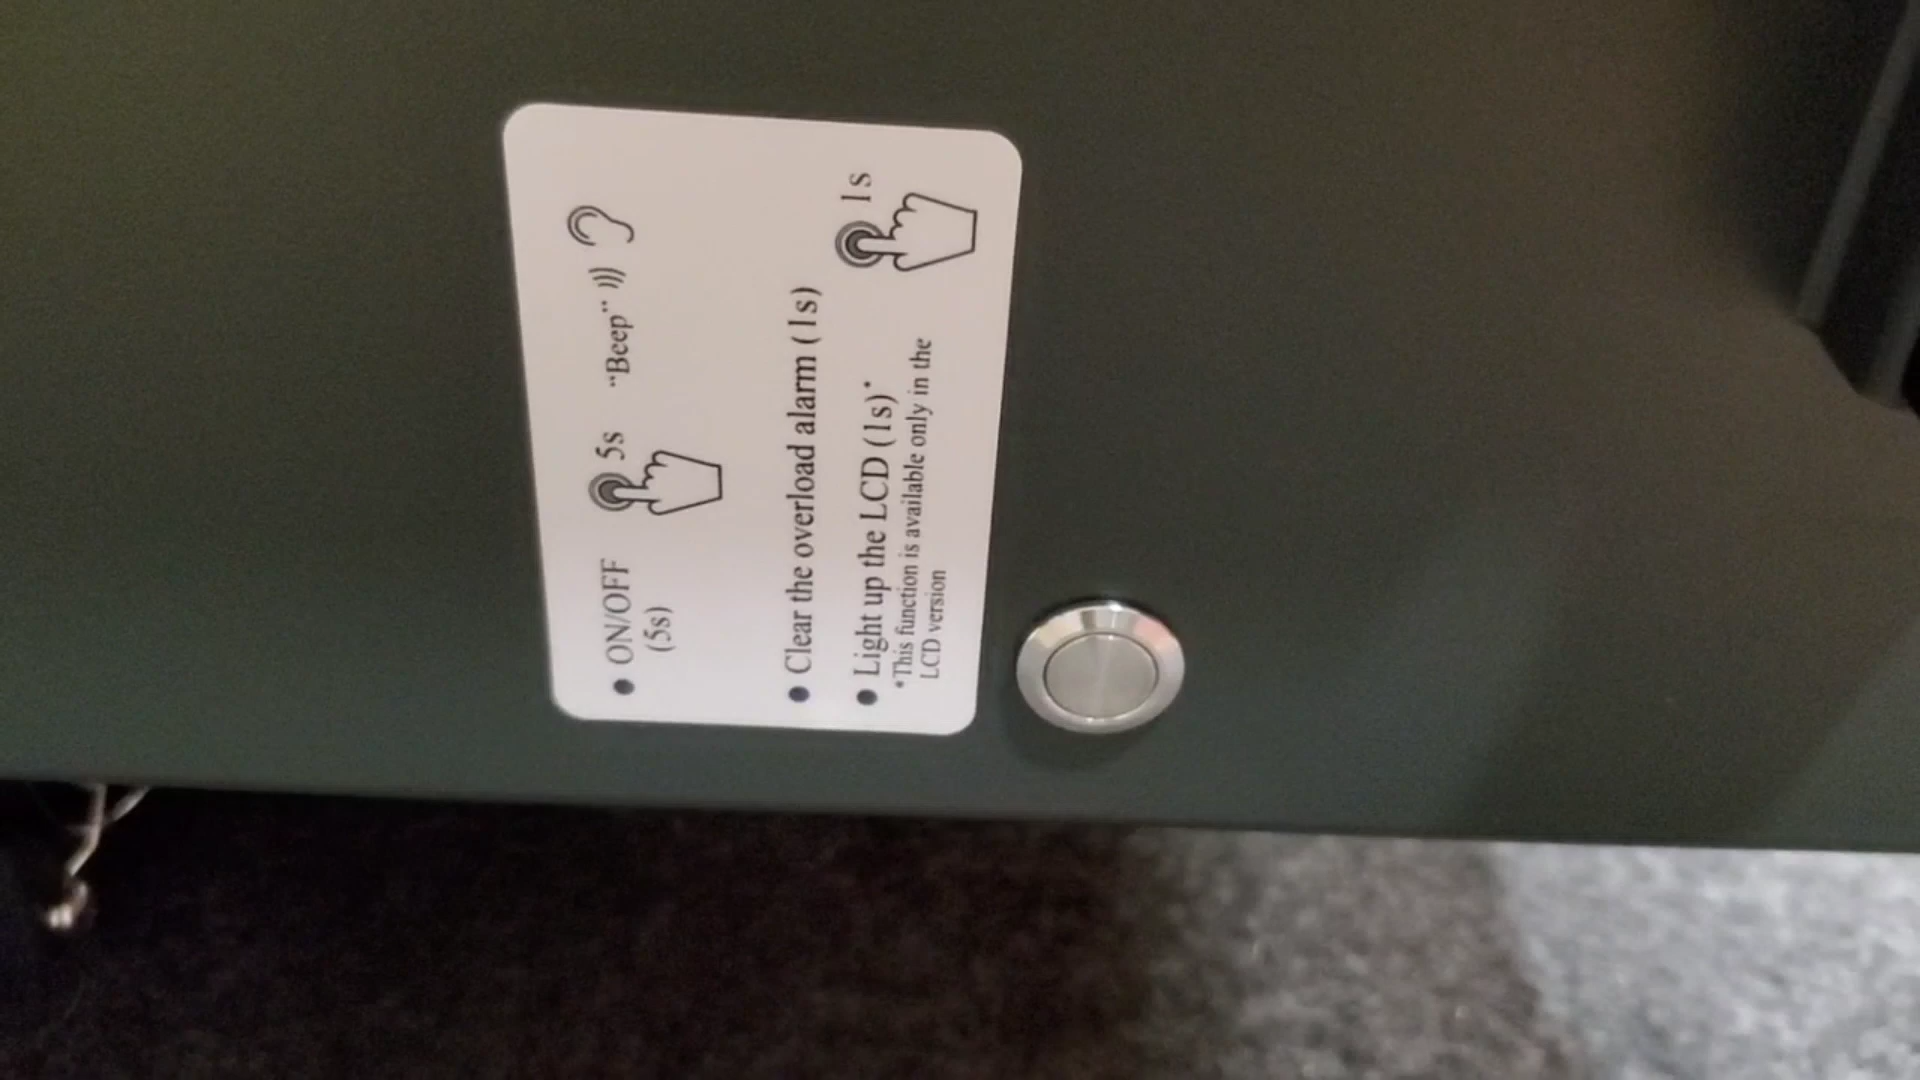 ● ON/OFF 5s "Beep"
(5s)
● Clear the overload alarm (1s)
● Light up the LCD (1s)* 1s
*This function is available only in the
LCD version